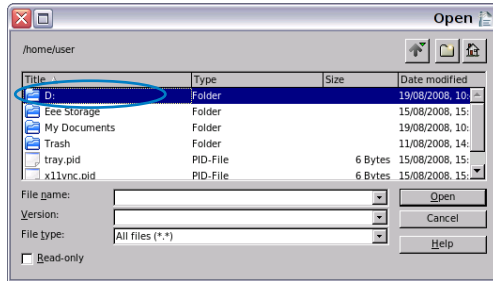 Open
/home/user
Title Type Size Date modified
D: Folder 19/08/2008, 10:
Eee Storage Folder 15/08/2008, 15:
My Documents Folder 19/08/2008, 10:
Trash Folder 11/08/2008, 14:
tray.pid PID-File 6 Bytes 15/08/2008, 15:
x11vnc.pid PID-File 6 Bytes 15/08/2008, 15:
File name: Open
Version: Cancel
File type: All files (*.*)
Help
Read-only